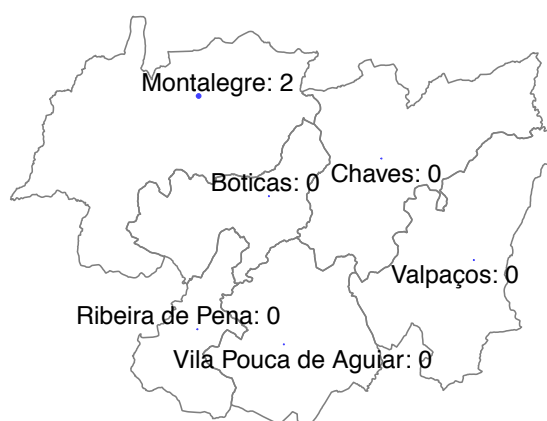 Montalegre: 2
Chaves: 0
Boticas: 0
Valpaços: 0
Ribeira de Pena: 0
Vila Pouca de Aguiar: 0